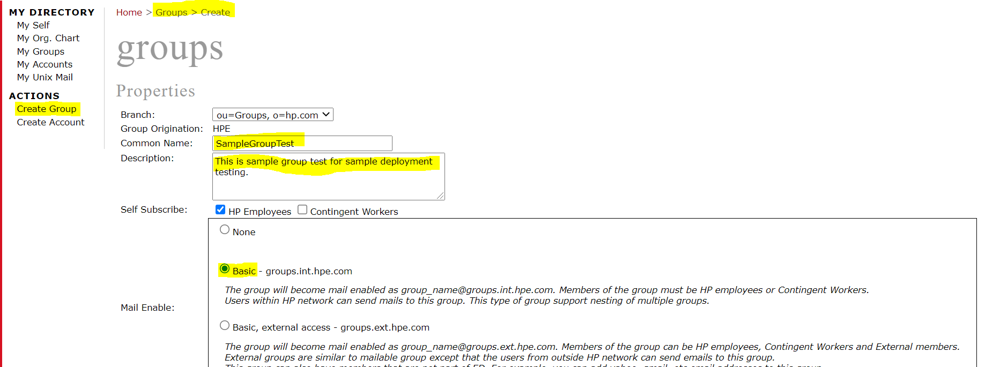 MY DIRECTORY
My Self
My Org. Chart
My Groups
My Accounts
My Unix Mail
ACTIONS
Create Group
Create Account
Home > Groups > Create
groups
Properties
Branch: ou=Groups, o=hp.com
Group Origination: HPE
Common Name: SampleGroupTest
Description: This is sample group test for sample deployment
testing.
Self Subscribe: HP Employees Contingent Workers
Mail Enable:
None
Basic - groups.int.hpe.com
The group will become mail enabled as group_name@groups.int.hpe.com. Members of the group must be HP employees or Contingent Workers.
Users within HP network can send mails to this group. This type of group support nesting of multiple groups.
Basic, external access - groups.ext.hpe.com
The group will become mail enabled as group_name@groups.ext.hpe.com. Members of the group can be HP employees, Contingent Workers and External members.
External groups are similar to mailable group except that the users from outside HP network can send emails to this group.